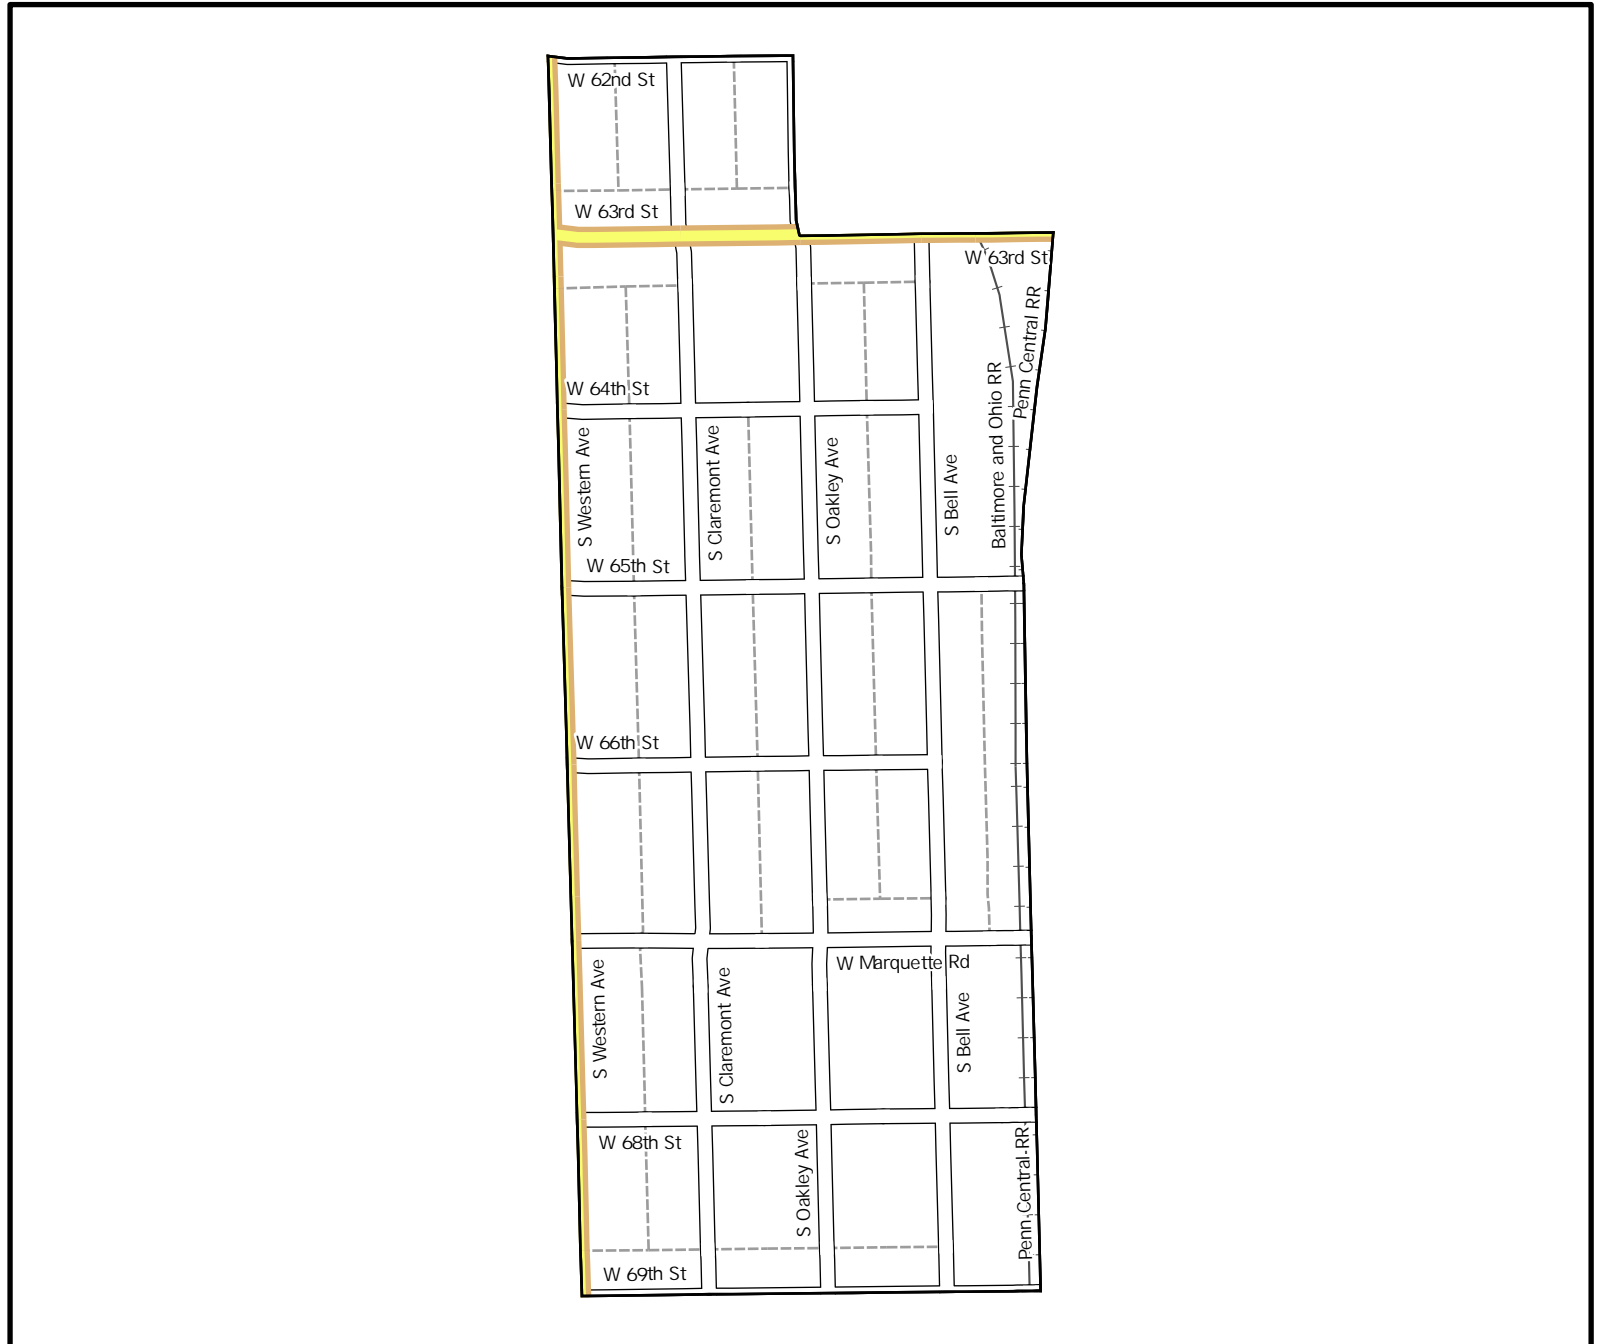 W 62nd St
W 63rd St
W 63rd St
Penn Central RR
Baltimore and Ohio RR
W 64th St
S Western Ave
S Claremont Ave
S Oakley Ave
S Bell Ave
W 65th St
W 66th St
W Marquette Rd
S Western Ave
S Claremont Ave
S Bell Ave
W 68th St
S Oakley Ave
Penn Central RR
W 69th St